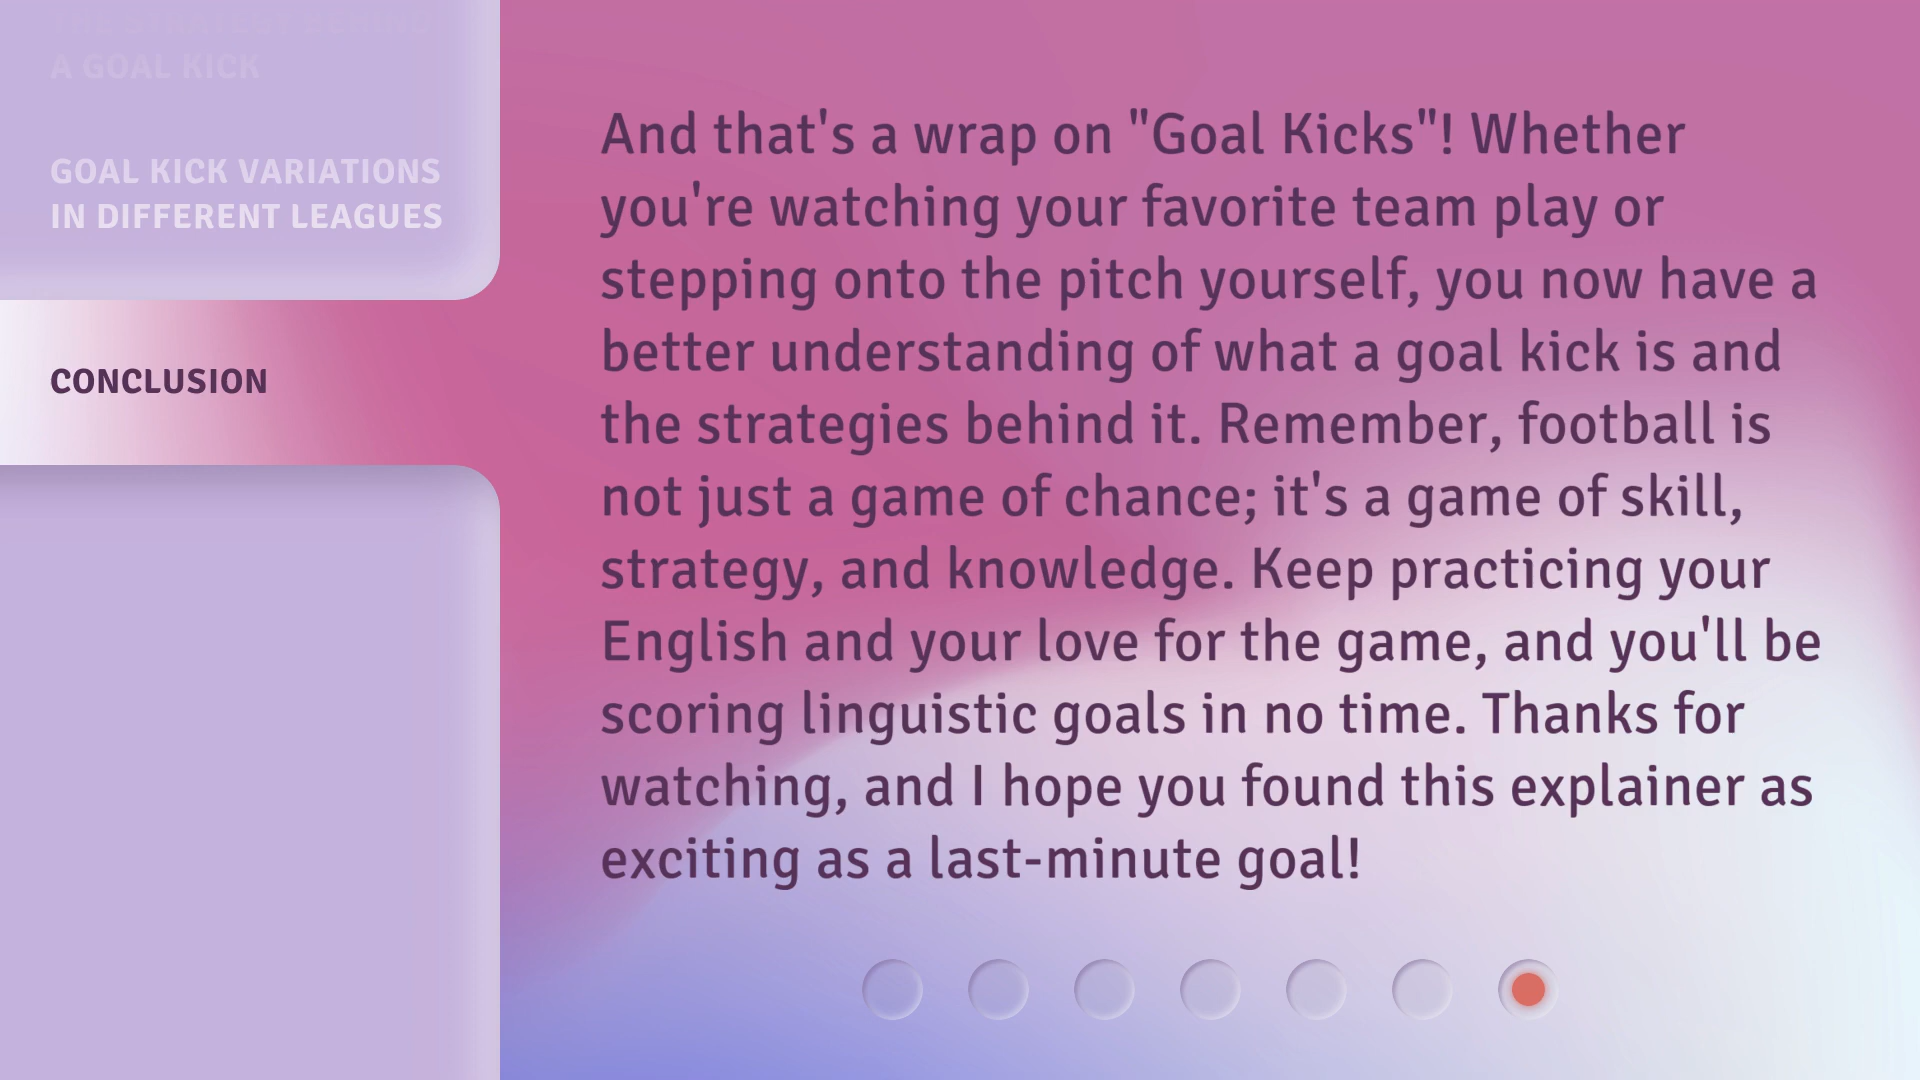 THE STRATEGY BEHIND
A GOAL KICK
GOAL KICK VARIATIONS
IN DIFFERENT LEAGUES
CONCLUSION
And that's a wrap on "Goal Kicks"! Whether
you're watching your favorite team play or
stepping onto the pitch yourself, you now have a
better understanding of what a goal kick is and
the strategies behind it. Remember, football is
not just a game of chance; it's a game of skill,
strategy, and knowledge. Keep practicing your
English and your love for the game, and you'll be
scoring linguistic goals in no time. Thanks for
watching, and I hope you found this explainer as
exciting as a last-minute goal!